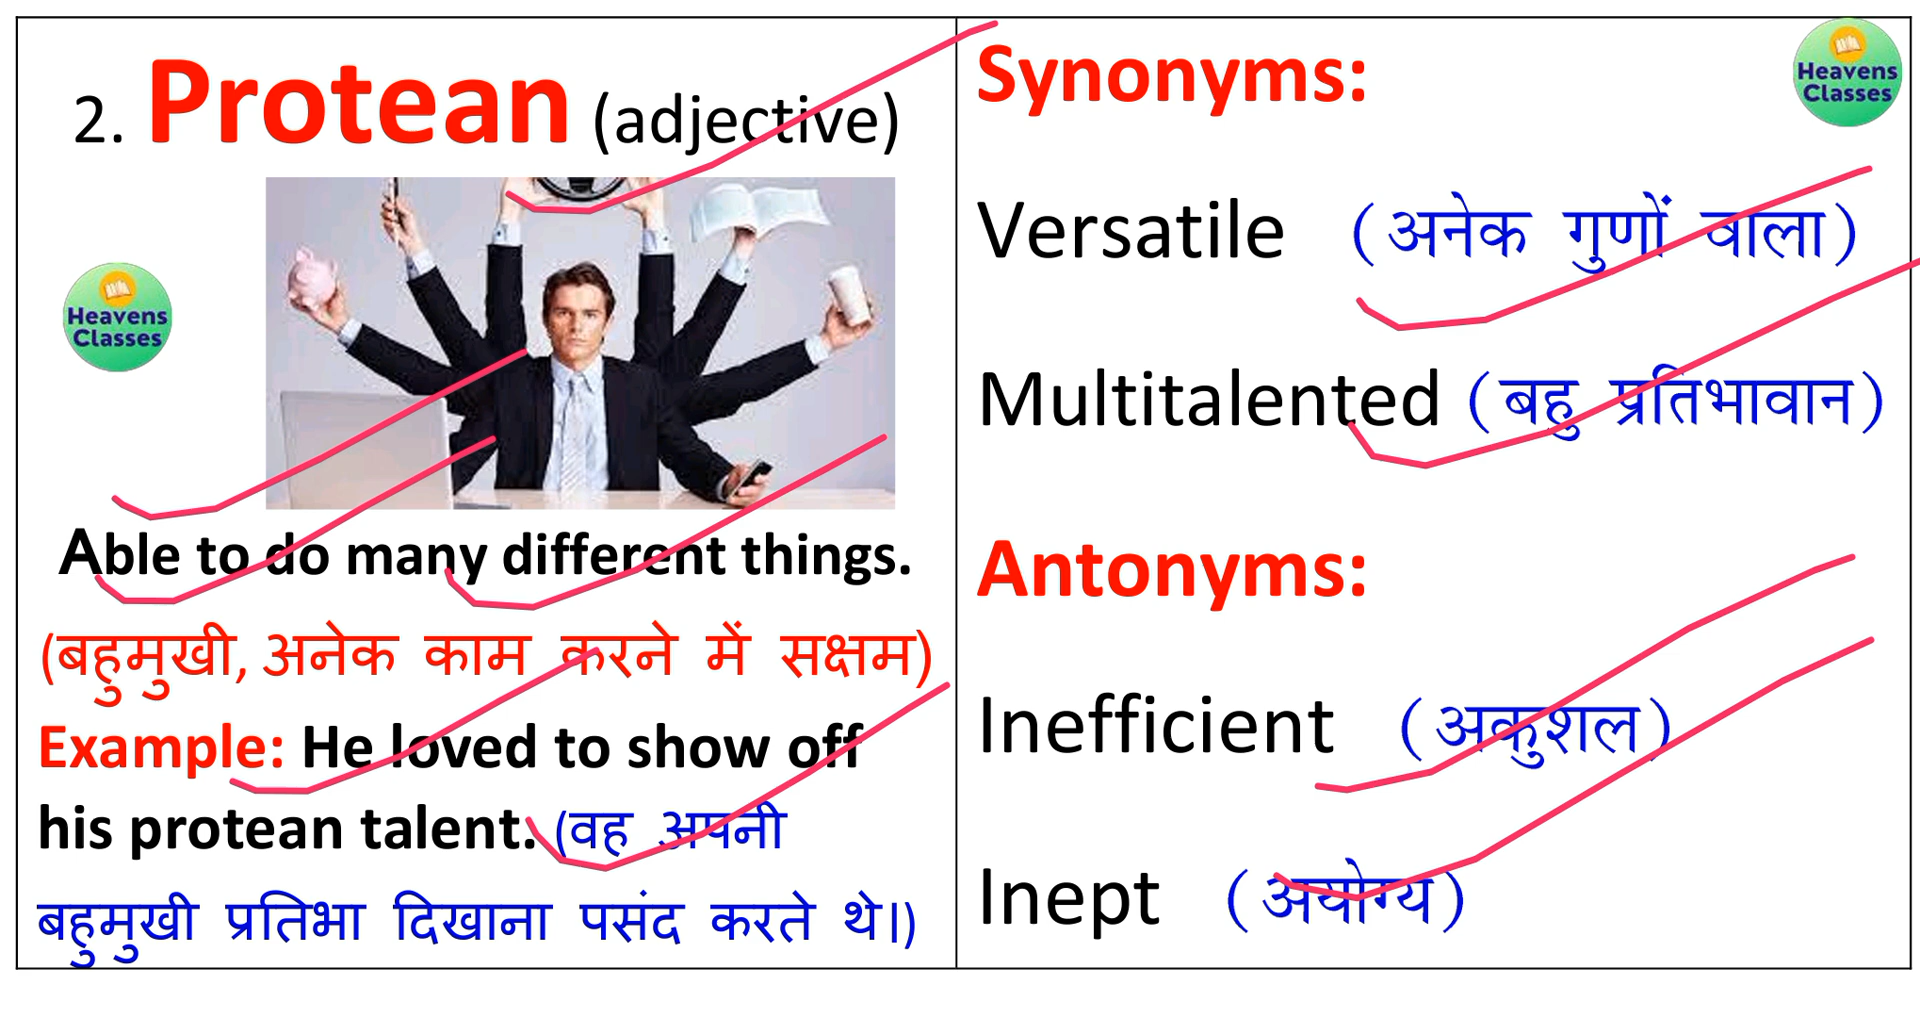 2. Protean (adjective)
Heavens
Classes
Able to do many different things.
(बहुमुखी, अनेक काम करने में सक्षम)
Example: He loved to show off
his protean talent. (वह अपनी
बहुमुखी प्रतिभा दिखाना पसंद करते थे।)
Synonyms:
Heavens
Classes
Versatile (अनेक गुणों वाला)
Multitalented (बहु प्रतिभावान)
Antonyms:
Inefficient (अकुशल)
Inept (अयोग्य)